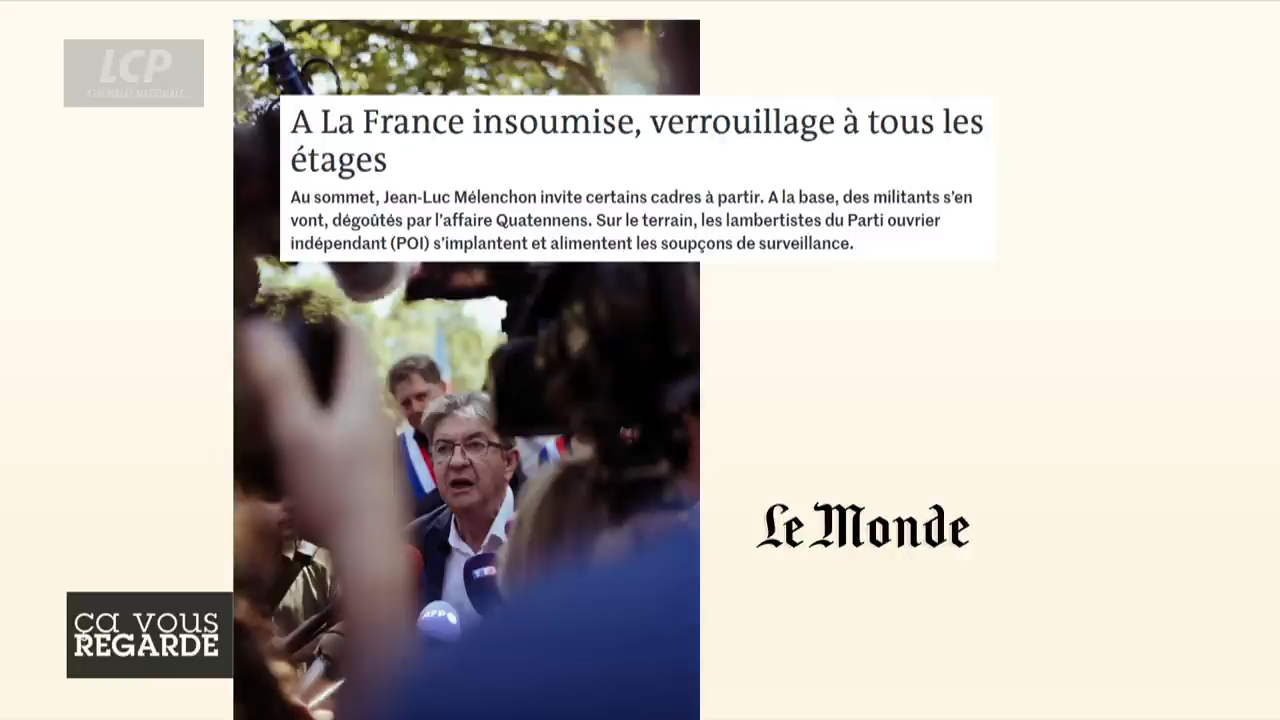 LCP
ASSEMBLÉE NATIONALE
A La France insoumise, verrouillage à tous les
étages
Au sommet, Jean-Luc Mélenchon invite certains cadres à partir. A la base, des militants s'en
vont, dégoûtés par l'affaire Quatennens. Sur le terrain, les lambertistes du Parti ouvrier
indépendant (POI) s'implantent et alimentent les soupçons de surveillance.
Le Monde
AFP
ça vous
REGARDE